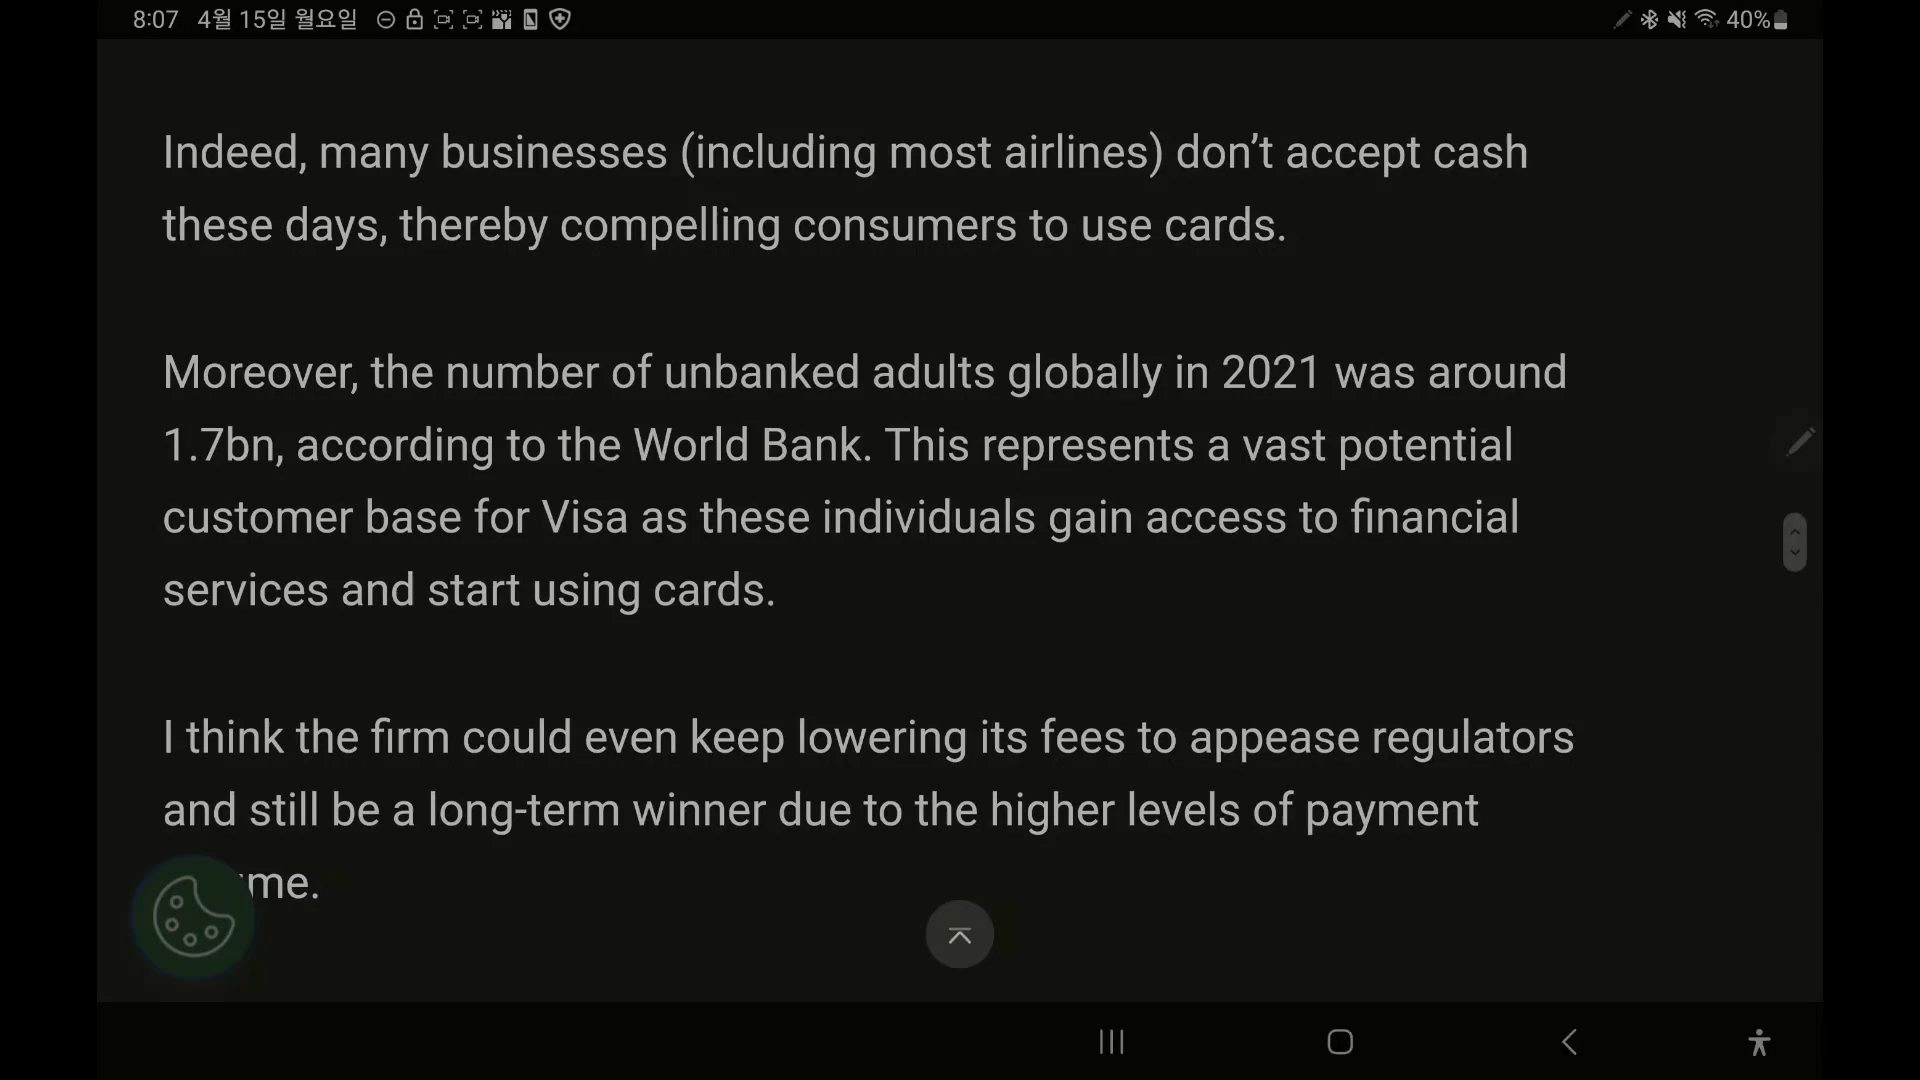 8:07 4월 15일 월요일
40%
Indeed, many businesses (including most airlines) don’t accept cash
these days, thereby compelling consumers to use cards.
Moreover, the number of unbanked adults globally in 2021 was around
1.7bn, according to the World Bank. This represents a vast potential
customer base for Visa as these individuals gain access to financial
services and start using cards.
I think the firm could even keep lowering its fees to appease regulators
and still be a long-term winner due to the higher levels of payment